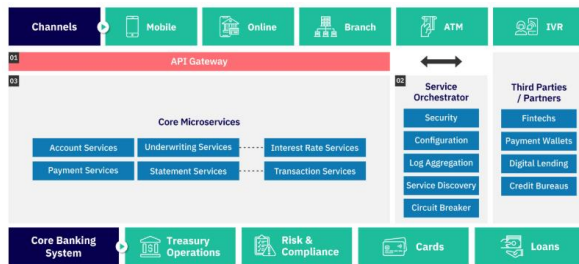 Channels
Mobile
Online
Branch
ATM
IVR
01
API Gateway
03
Core Microservices
Account Services
Underwriting Services
Interest Rate Services
Payment Services
Statement Services
Transaction Services
02
Service
Orchestrator
Security
Configuration
Log Aggregation
Service Discovery
Circuit Breaker
Third Parties
/ Partners
Fintechs
Payment Wallets
Digital Lending
Credit Bureaus
Core Banking
System
Treasury
Operations
Risk &
Compliance
Cards
Loans